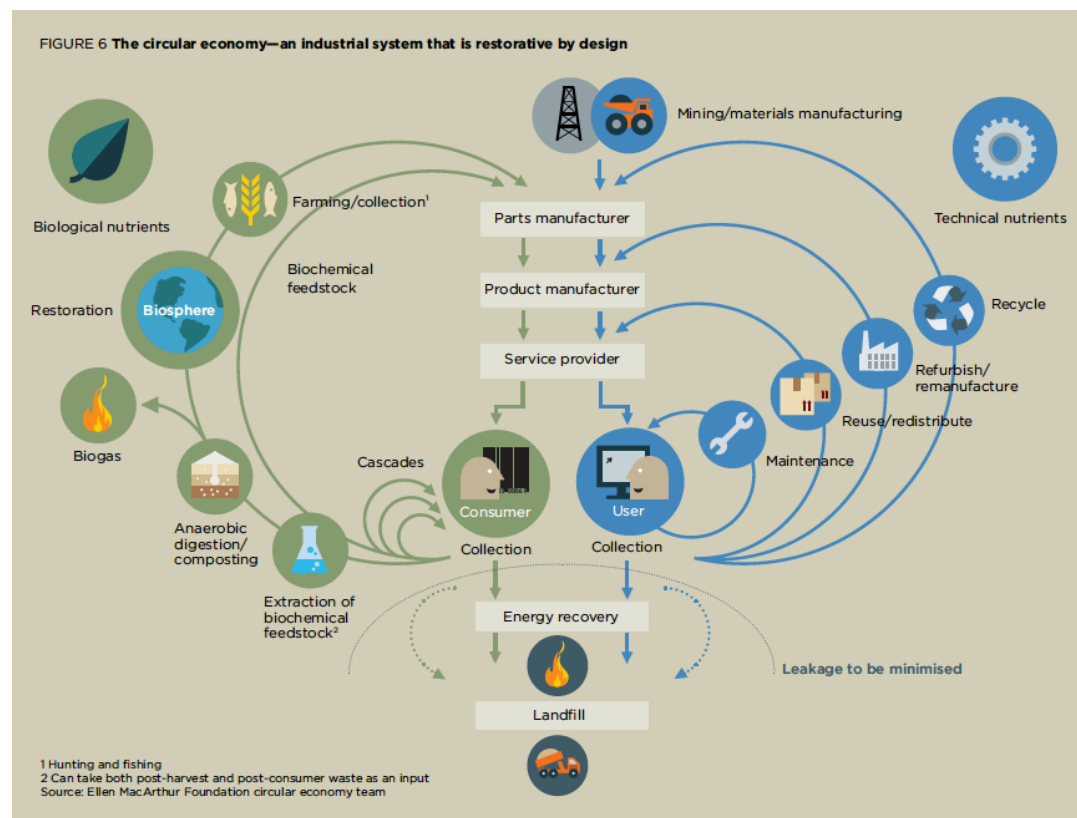 FIGURE 6 The circular economy—an industrial system that is restorative by design
Mining/materials manufacturing
Biological nutrients
Farming/collection¹
Parts manufacturer
Technical nutrients
Biochemical
feedstock
Product manufacturer
Restoration
Biosphere
Recycle
Service provider
Refurbish/
remanufacture
Reuse/redistribute
Biogas
Cascades
Maintenance
Consumer
User
Anaerobic
digestion/
composting
Collection
Collection
Extraction of
biochemical
feedstock²
Energy recovery
Leakage to be minimised
Landfill
1 Hunting and fishing
2 Can take both post-harvest and post-consumer waste as an input
Source: Ellen MacArthur Foundation circular economy team